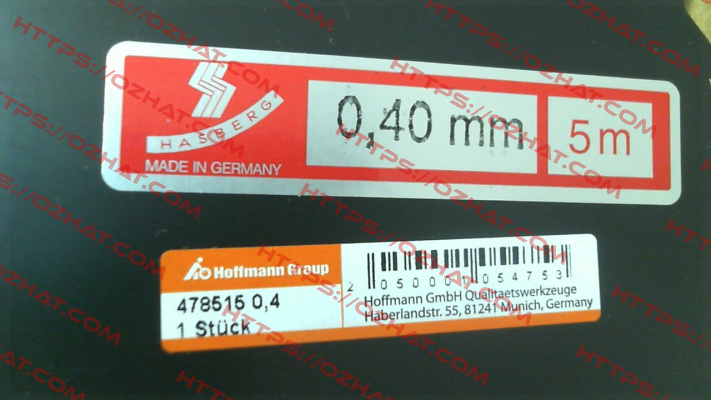 HASBERG
MADE IN GERMANY
0,40 mm
5m
Hoffmann Group
478515 0,4
1 Stück
2 050001 054753
Hoffmann GmbH Qualitaetswerkzeuge
Haberlandstr. 55, 81241 Munich, Germany
HTTPS://OZHAT.COM